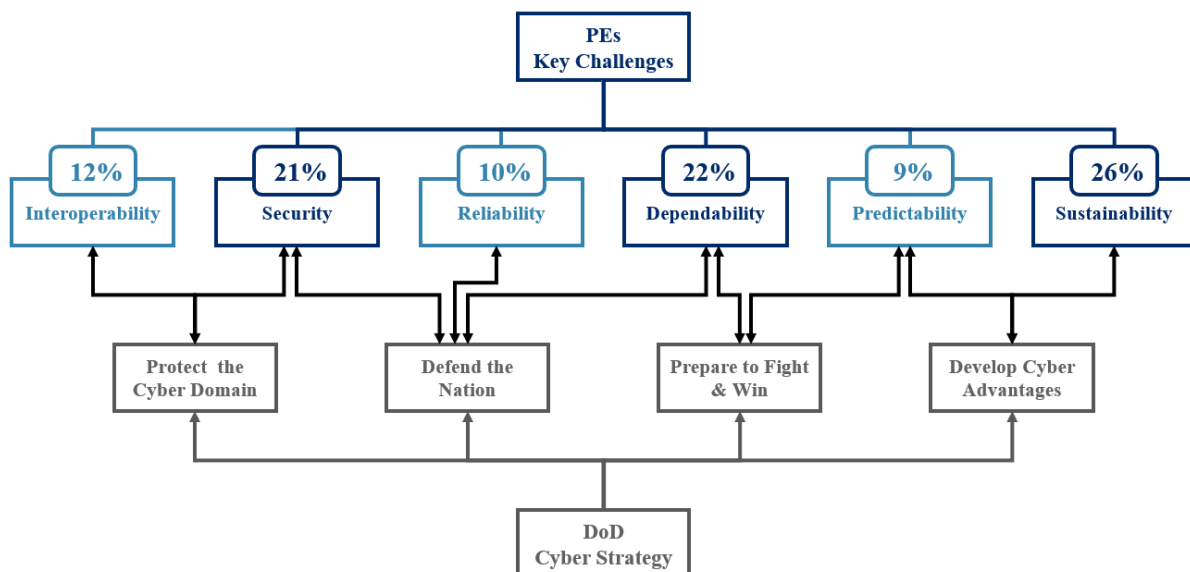 PEs
Key Challenges
12%
21%
10%
22%
9%
26%
Interoperability
Security
Reliability
Dependability
Predictability
Sustainability
Protect the
Cyber Domain
Defend the
Nation
Prepare to Fight
& Win
Develop Cyber
Advantages
DoD
Cyber Strategy